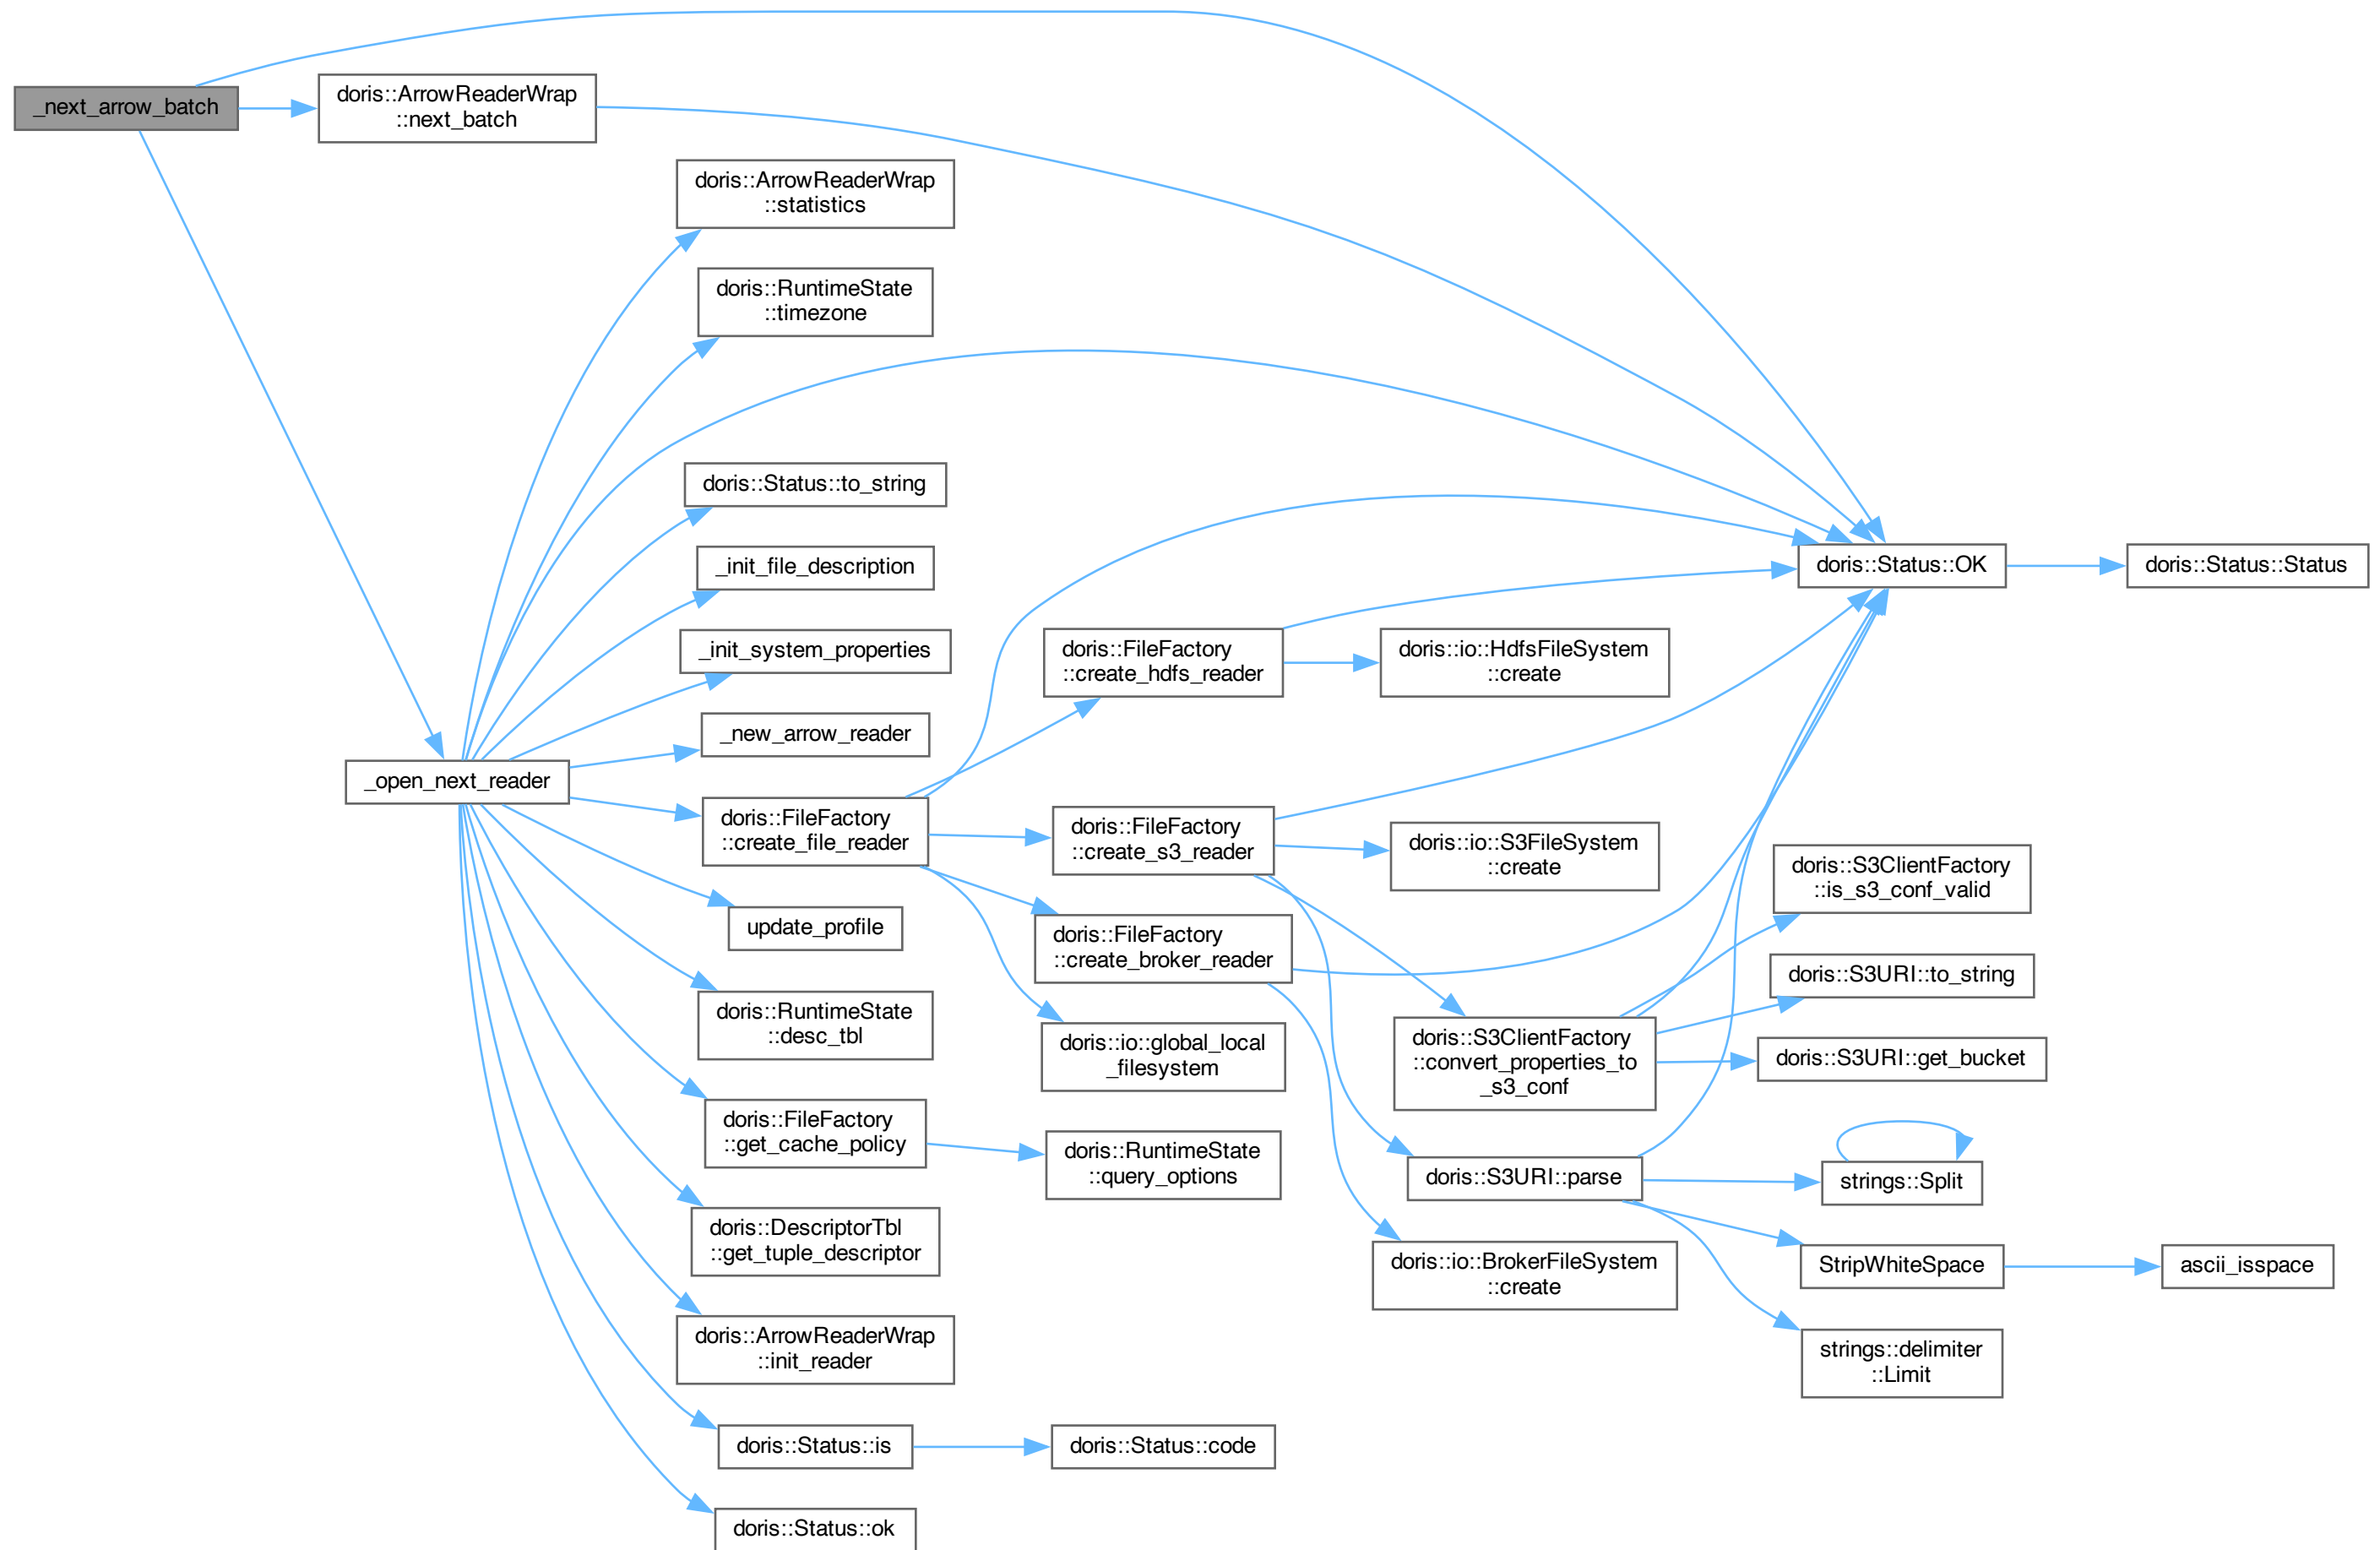 _next_arrow_batch
doris::ArrowReaderWrap
::next_batch
doris::ArrowReaderWrap
::statistics
doris::RuntimeState
::timezone
doris::Status::to_string
_init_file_description
_init_system_properties
_new_arrow_reader
_open_next_reader
doris::FileFactory
::create_file_reader
update_profile
doris::RuntimeState
::desc_tbl
doris::FileFactory
::get_cache_policy
doris::DescriptorTbl
::get_tuple_descriptor
doris::ArrowReaderWrap
::init_reader
doris::Status::is
doris::Status::ok
doris::FileFactory
::create_hdfs_reader
doris::FileFactory
::create_s3_reader
doris::FileFactory
::create_broker_reader
doris::io::global_local
_filesystem
doris::RuntimeState
::query_options
doris::Status::code
doris::io::HdfsFileSystem
::create
doris::io::S3FileSystem
::create
doris::S3ClientFactory
::convert_properties_to
_s3_conf
doris::S3URI::parse
doris::io::BrokerFileSystem
::create
doris::Status::OK
doris::S3ClientFactory
::is_s3_conf_valid
doris::S3URI::to_string
doris::S3URI::get_bucket
strings::Split
StripWhiteSpace
strings::delimiter
::Limit
doris::Status::Status
ascii_isspace